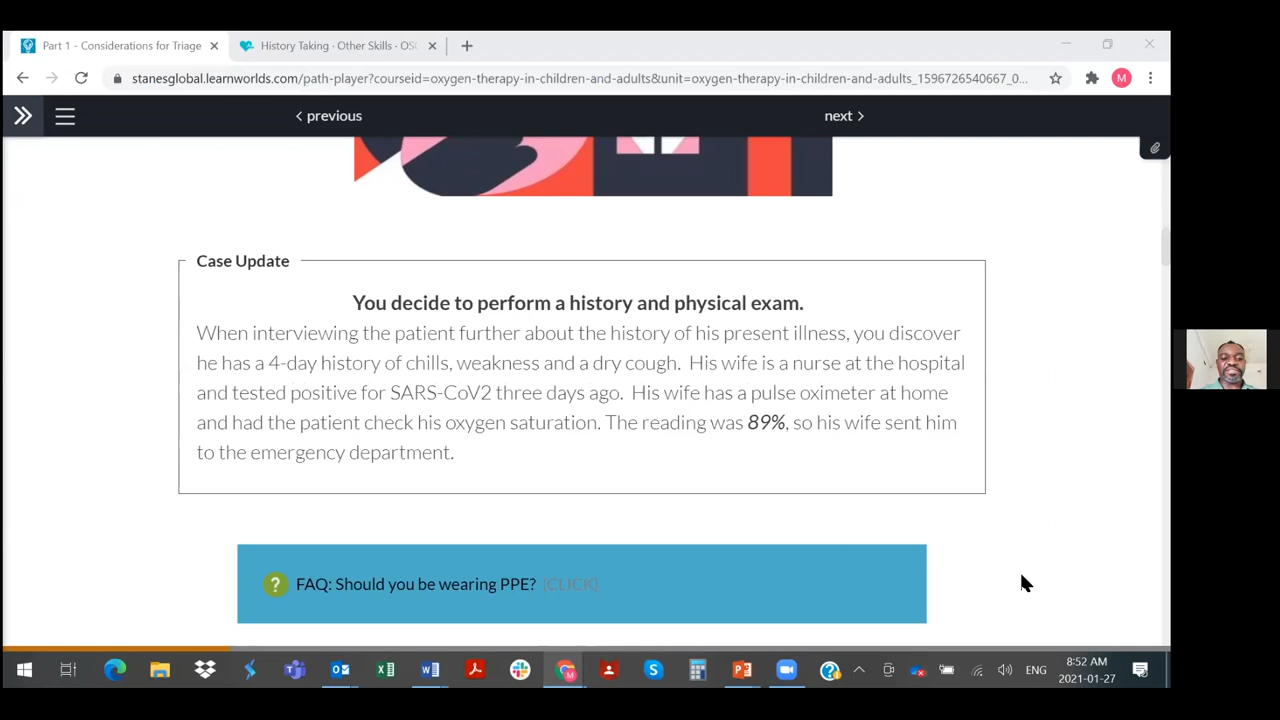 Part 1 - Considerations for Triage
History Taking - Other Skills - OS
stanesglobal.learnworlds.com/path-player?courseid=oxygen-therapy-in-children-and-adults&unit=oxygen-therapy-in-children-and-adults_1596726540667_0...
M
previous
next
Case Update
You decide to perform a history and physical exam.
When interviewing the patient further about the history of his present illness, you discover
he has a 4-day history of chills, weakness and a dry cough. His wife is a nurse at the hospital
and tested positive for SARS-CoV2 three days ago. His wife has a pulse oximeter at home
and had the patient check his oxygen saturation. The reading was 89%, so his wife sent him
to the emergency department.
? FAQ: Should you be wearing PPE? (CLICK)
ENG
8:52 AM
2021-01-27